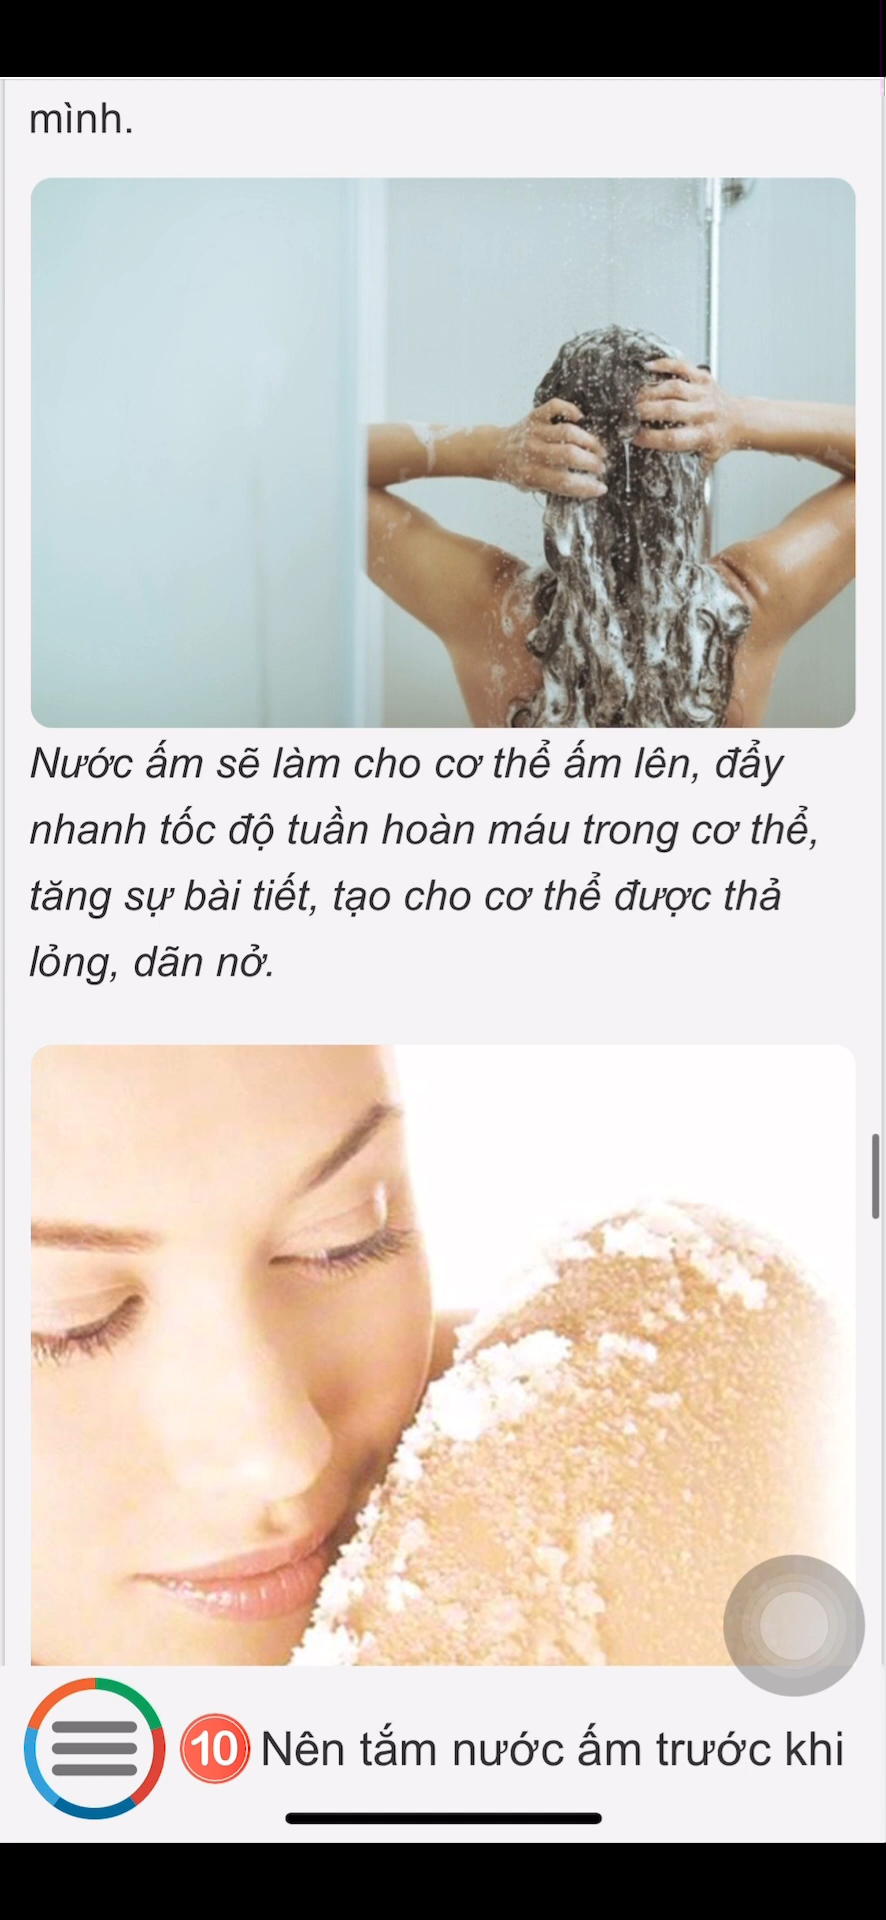 mình.
Nước ấm sẽ làm cho cơ thể ấm lên, đẩy
nhanh tốc độ tuần hoàn máu trong cơ thể,
tăng sự bài tiết, tạo cho cơ thể được thả
lỏng, dãn nở.
10 Nên tắm nước ấm trước khi